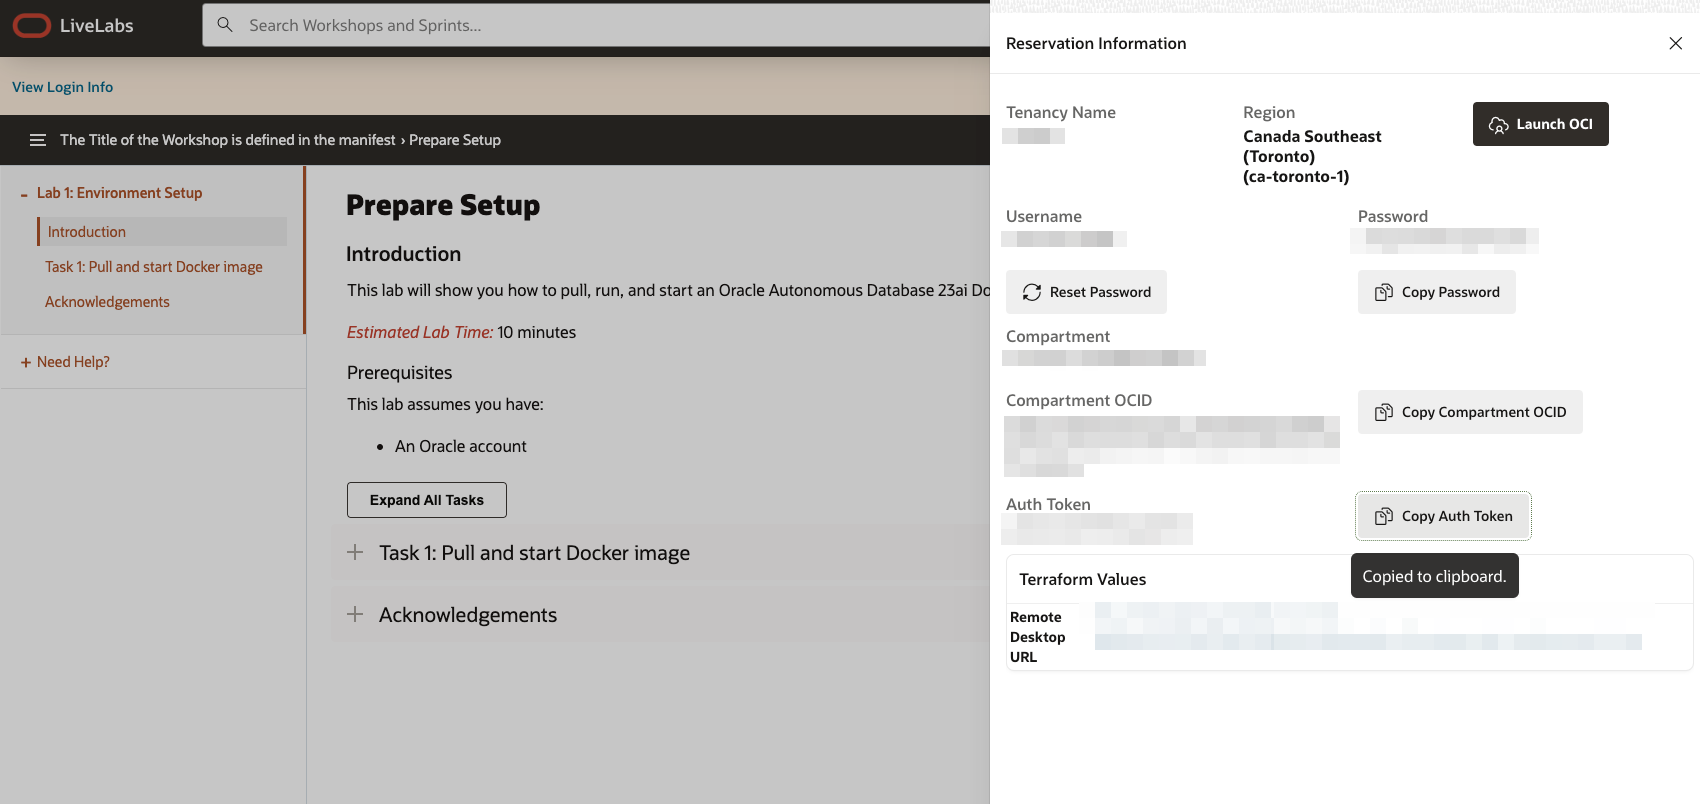 LiveLabs
Search Workshops and Sprints...
View Login Info
The Title of the Workshop is defined in the manifest › Prepare Setup
- Lab 1: Environment Setup
Introduction
Task 1: Pull and start Docker image
Acknowledgements
+ Need Help?
Prepare Setup
Introduction
This lab will show you how to pull, run, and start an Oracle Autonomous Database 23ai Do
Estimated Lab Time: 10 minutes
Prerequisites
This lab assumes you have:
• An Oracle account
Expand All Tasks
+ Task 1: Pull and start Docker image
+ Acknowledgements
Reservation Information
Tenancy Name
Region
Canada Southeast
(Toronto)
(ca-toronto-1)
Launch OCI
Username
Password
Reset Password
Copy Password
Compartment
Compartment OCID
Copy Compartment OCID
Auth Token
Copy Auth Token
Copied to clipboard.
Terraform Values
Remote
Desktop
URL